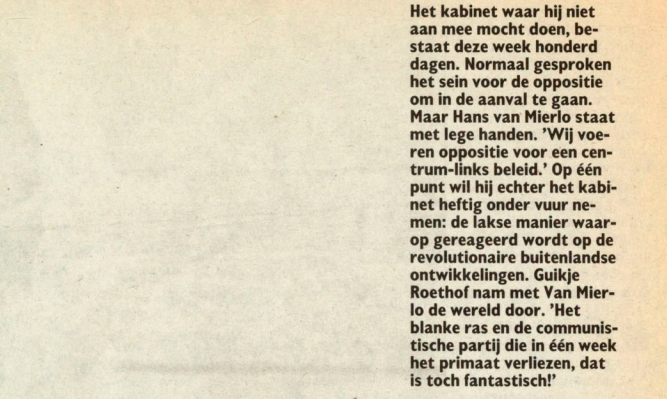 Het kabinet waar hij niet
aan mee mocht doen, be-
staat deze week honderd
dagen. Normaal gesproken
het sein voor de oppositie
om in de aanval te gaan.
Maar Hans van Mierlo staat
met lege handen. 'Wij voe-
ren oppositie voor een cen-
trum-links beleid.' Op één
punt wil hij echter het kabi-
net heftig onder vuur ne-
men: de lakse manier waar-
op gereageerd wordt op de
revolutionaire buitenlandse
ontwikkelingen. Guikje
Roethof nam met Van Mier-
lo de wereld door. 'Het
blanke ras en de communis-
tische partij die in één week
het primaat verliezen, dat
is toch fantastisch!'